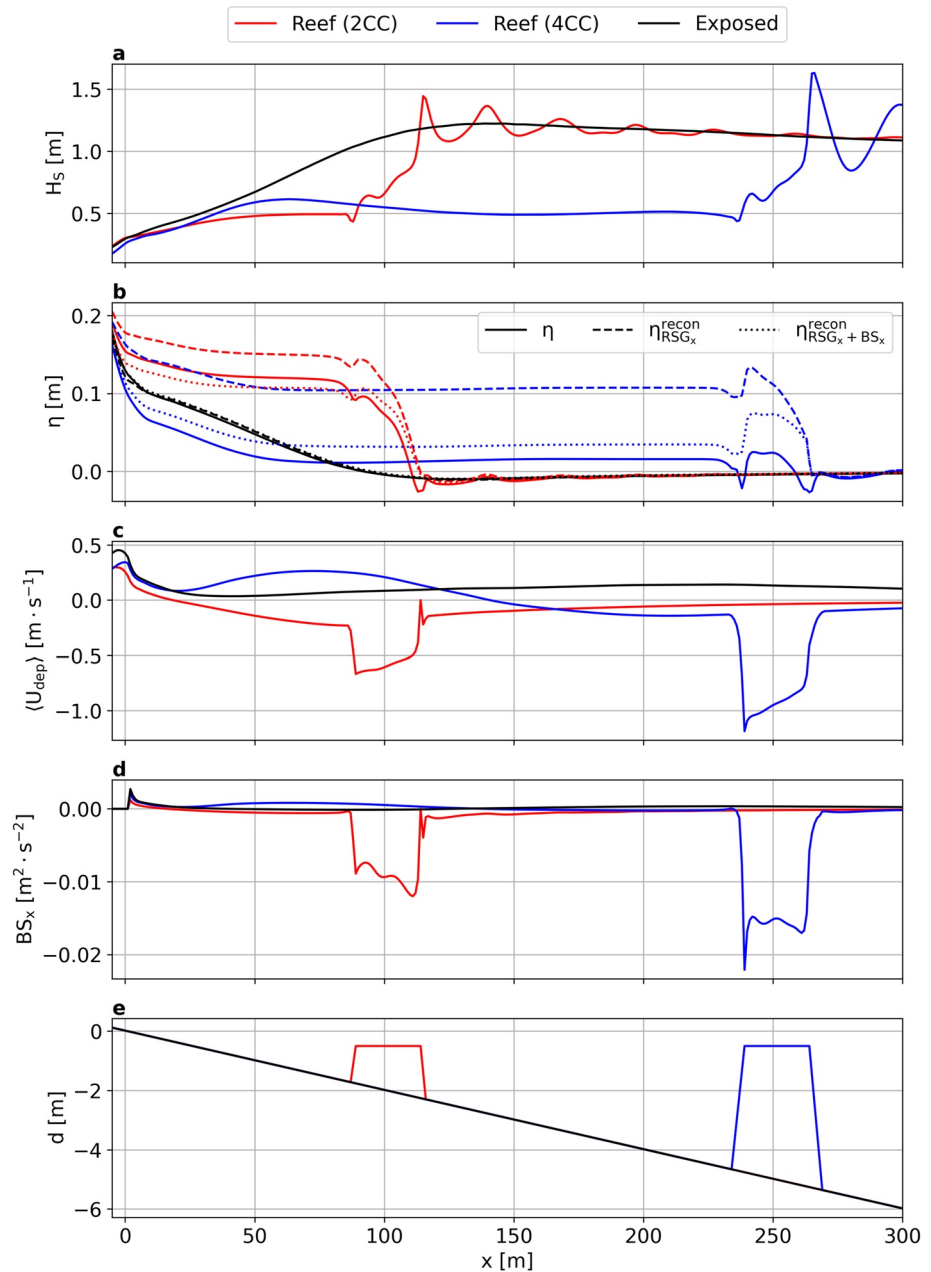 Reef (2CC) Reef (4CC) Exposed
a
1.5
1.0
0.5
H_S [m]
b
η η^recon_RSG_x η^recon_RSG_x + BS_x
0.2
0.1
0.0
η [m]
c
0.5
0.0
−0.5
−1.0
⟨U_dep⟩ [m · s⁻¹]
d
0.00
−0.01
−0.02
BS_x [m² · s⁻²]
e
0
−2
−4
−6
d [m]
0 50 100 150 200 250 300
x [m]